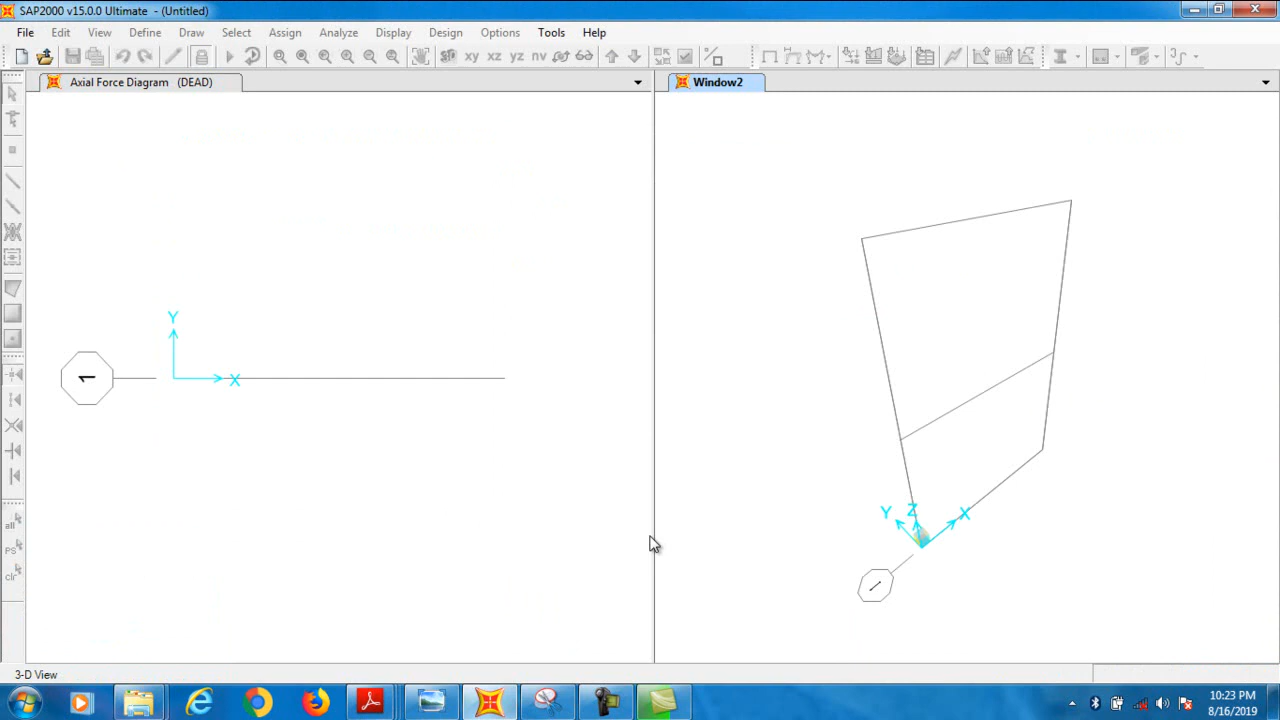 SAP2000 v15.0.0 Ultimate - (Untitled)
File Edit View Define Draw Select Assign Analyze Display Design Options Tools Help
xy xz yz nv
Axial Force Diagram (DEAD)
Window2
Y
X
1
Y Z X
1
all
PS
clr
3-D View
10:23 PM
8/16/2019